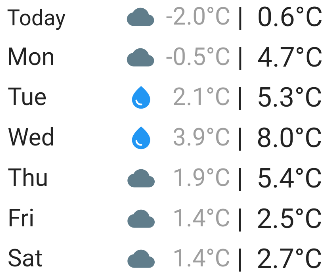 Today -2.0°C | 0.6°C
Mon -0.5°C | 4.7°C
Tue 2.1°C | 5.3°C
Wed 3.9°C | 8.0°C
Thu 1.9°C | 5.4°C
Fri 1.4°C | 2.5°C
Sat 1.4°C | 2.7°C